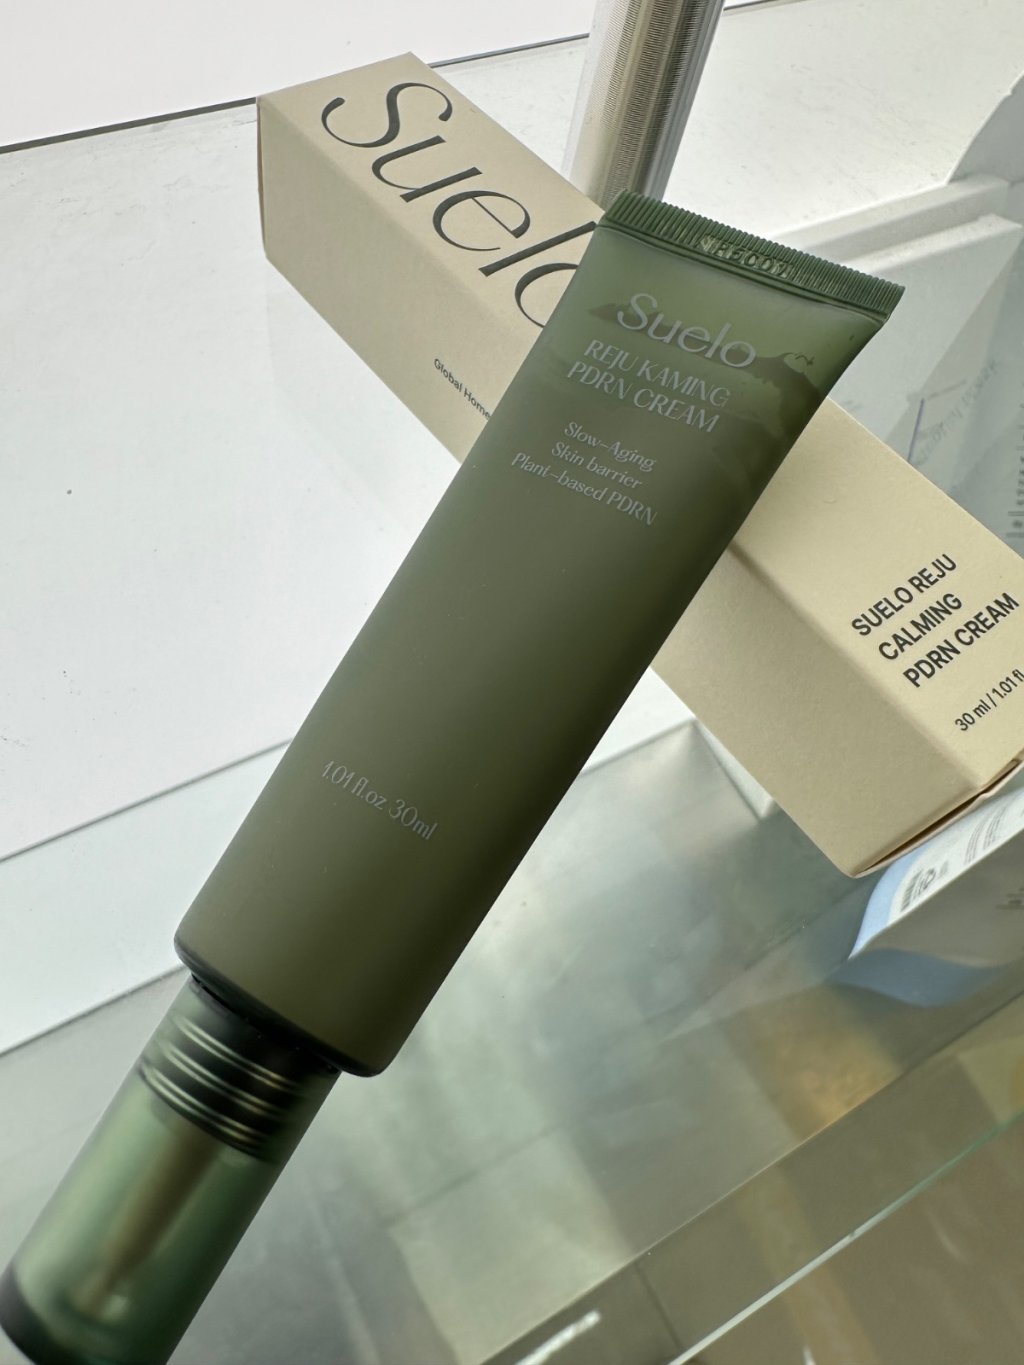 Suelo
Global Home
Suelo
REJU KAMING
PDRN CREAM
Slow-Aging
Skin barrier
Plant-based PDRN
1.01 fl.oz 30ml
SUELO REJU
CALMING
PDRN CREAM
30 ml / 1.01 fl